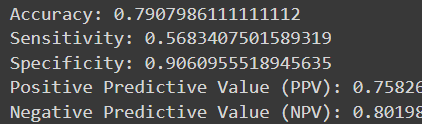 Accuracy: 0.7907986111111112
Sensitivity: 0.5683407501589319
Specificity: 0.9060955518945635
Positive Predictive Value (PPV): 0.75826
Negative Predictive Value (NPV): 0.80198